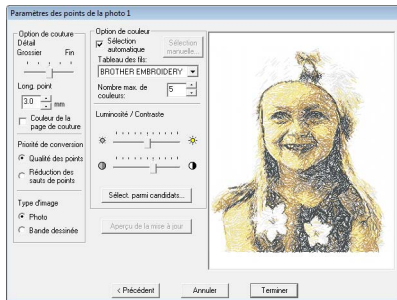 Paramètres des points de la photo 1
Option de couture
Détail
Grossier Fin
Long. point
3.0 mm
Couleur de la
page de couture
Priorité de conversion
Qualité des points
Réduction des
sauts de points
Type d'image
Photo
Bande dessinée
Option de couleur
Sélection
automatique
Sélection
manuelle...
Tableau des fils:
BROTHER EMBROIDERY
Nombre max. de
couleurs:
5
Luminosité / Contraste
Sélect. parmi candidats...
Aperçu de la mise à jour
< Précédent
Annuler
Terminer